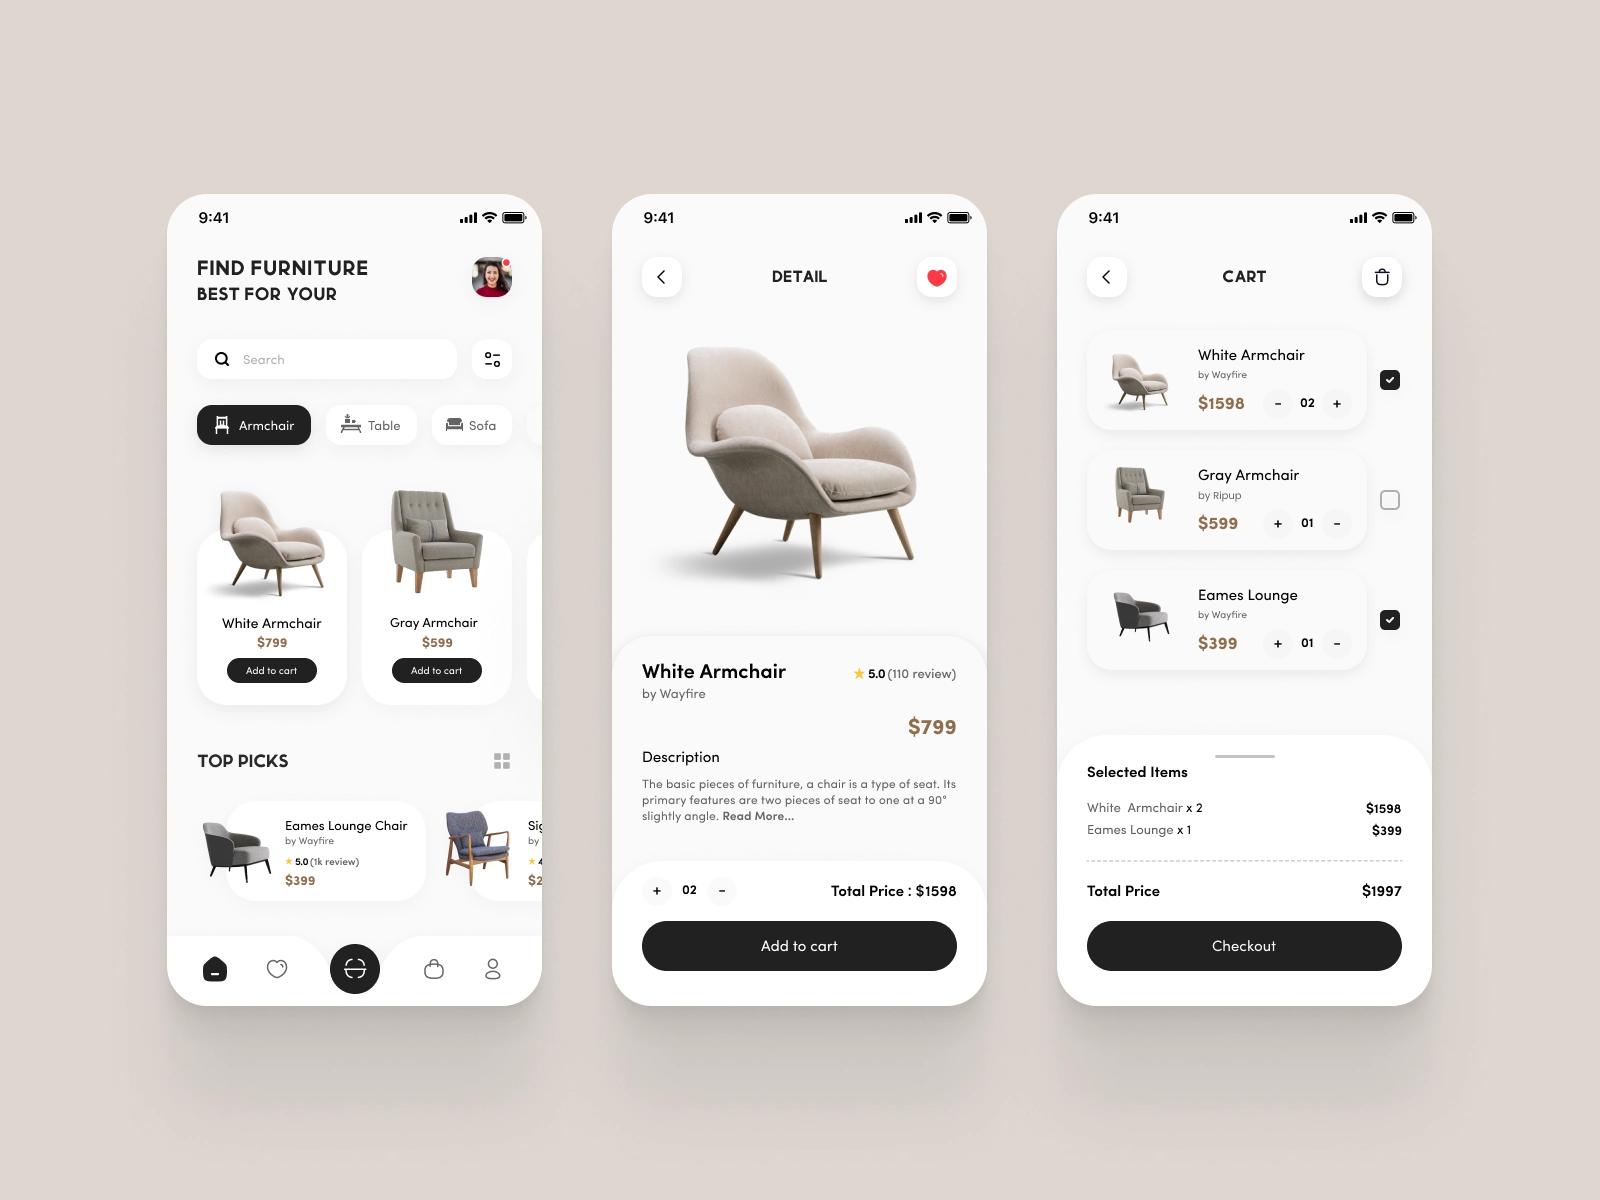 9:41
FIND FURNITURE
BEST FOR YOUR
Search
Armchair
Table
Sofa
White Armchair
$799
Add to cart
Gray Armchair
$599
Add to cart
TOP PICKS
Eames Lounge Chair
by Wayfire
5.0 (1k review)
$399
Sig
by
4
$2
9:41
DETAIL
White Armchair
5.0 (110 review)
by Wayfire
$799
Description
The basic pieces of furniture, a chair is a type of seat. Its
primary features are two pieces of seat to one at a 90°
slightly angle. Read More...
+ 02 -
Total Price : $1598
Add to cart
9:41
CART
White Armchair
by Wayfire
$1598 - 02 +
Gray Armchair
by Ripup
$599 + 01 -
Eames Lounge
by Wayfire
$399 + 01 -
Selected Items
White Armchair x 2 $1598
Eames Lounge x 1 $399
Total Price $1997
Checkout